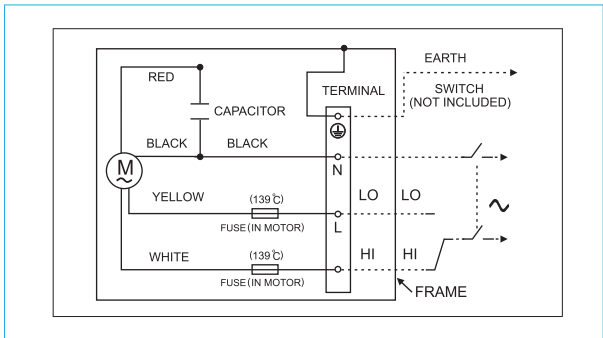 EARTH
RED
TERMINAL
SWITCH
(NOT INCLUDED)
CAPACITOR
BLACK BLACK
N
M
YELLOW (139℃) LO LO
FUSE(IN MOTOR) L
WHITE (139℃) HI HI
FUSE(IN MOTOR)
FRAME